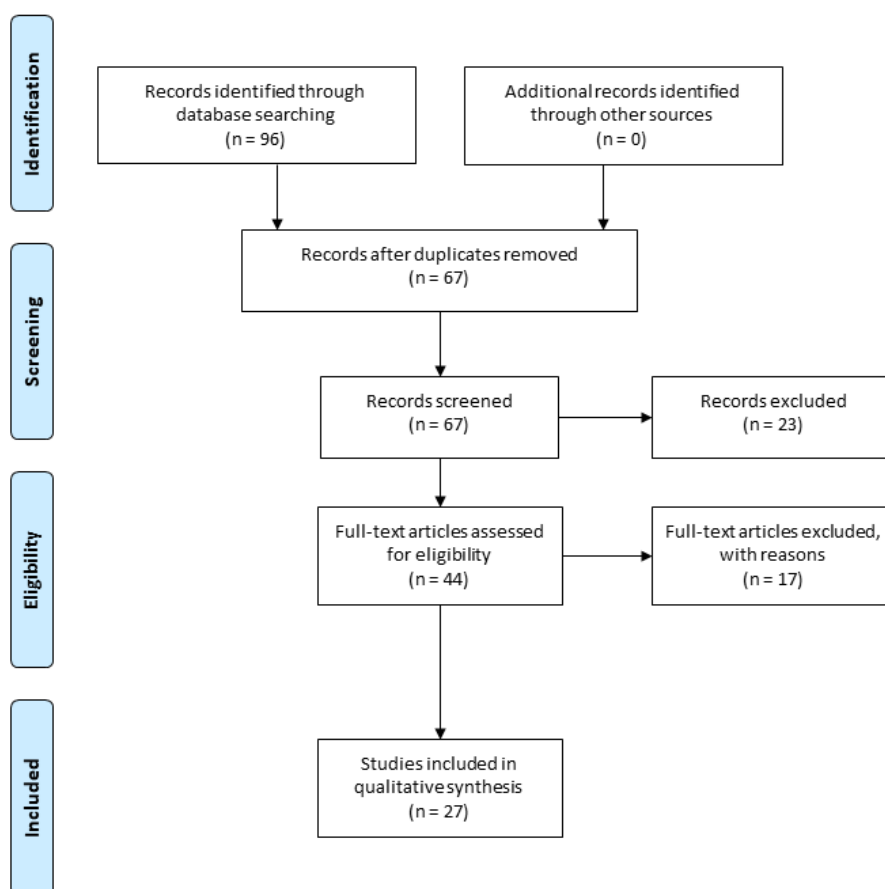 Identification
Records identified through
database searching
(n = 96)
Additional records identified
through other sources
(n = 0)
Screening
Records after duplicates removed
(n = 67)
Records screened
(n = 67)
Records excluded
(n = 23)
Eligibility
Full-text articles assessed
for eligibility
(n = 44)
Full-text articles excluded,
with reasons
(n = 17)
Included
Studies included in
qualitative synthesis
(n = 27)